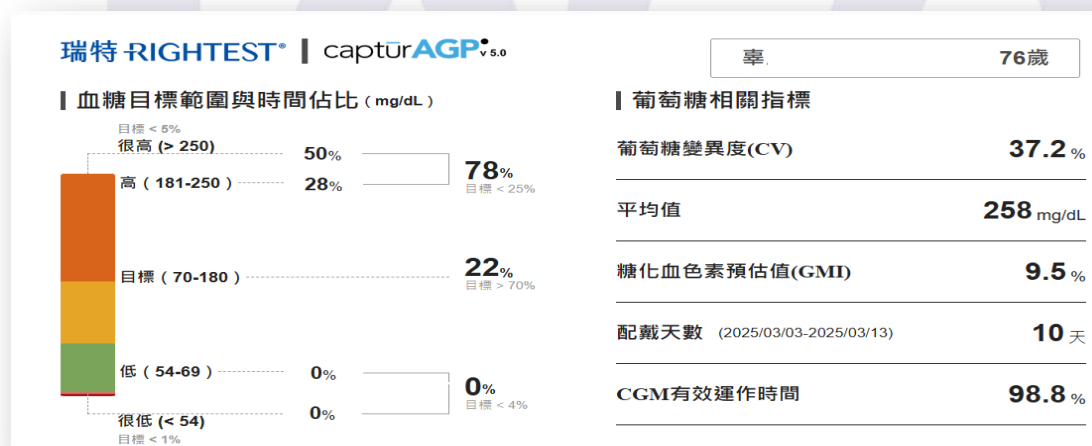 瑞特 RIGHTEST® | captūrAGP v 5.0
辜. 76歲
血糖目標範圍與時間佔比 ( mg/dL )
目標 < 5%
很高 (> 250) 50%
高 ( 181-250 ) 28%
78%
目標 < 25%
目標 ( 70-180 ) 22%
目標 > 70%
低 ( 54-69 ) 0%
0%
目標 < 4%
很低 (< 54) 0%
目標 < 1%
葡萄糖相關指標
葡萄糖變異度(CV) 37.2 %
平均值 258 mg/dL
糖化血色素預估值(GMI) 9.5 %
配戴天數 (2025/03/03-2025/03/13) 10 天
CGM有效運作時間 98.8 %